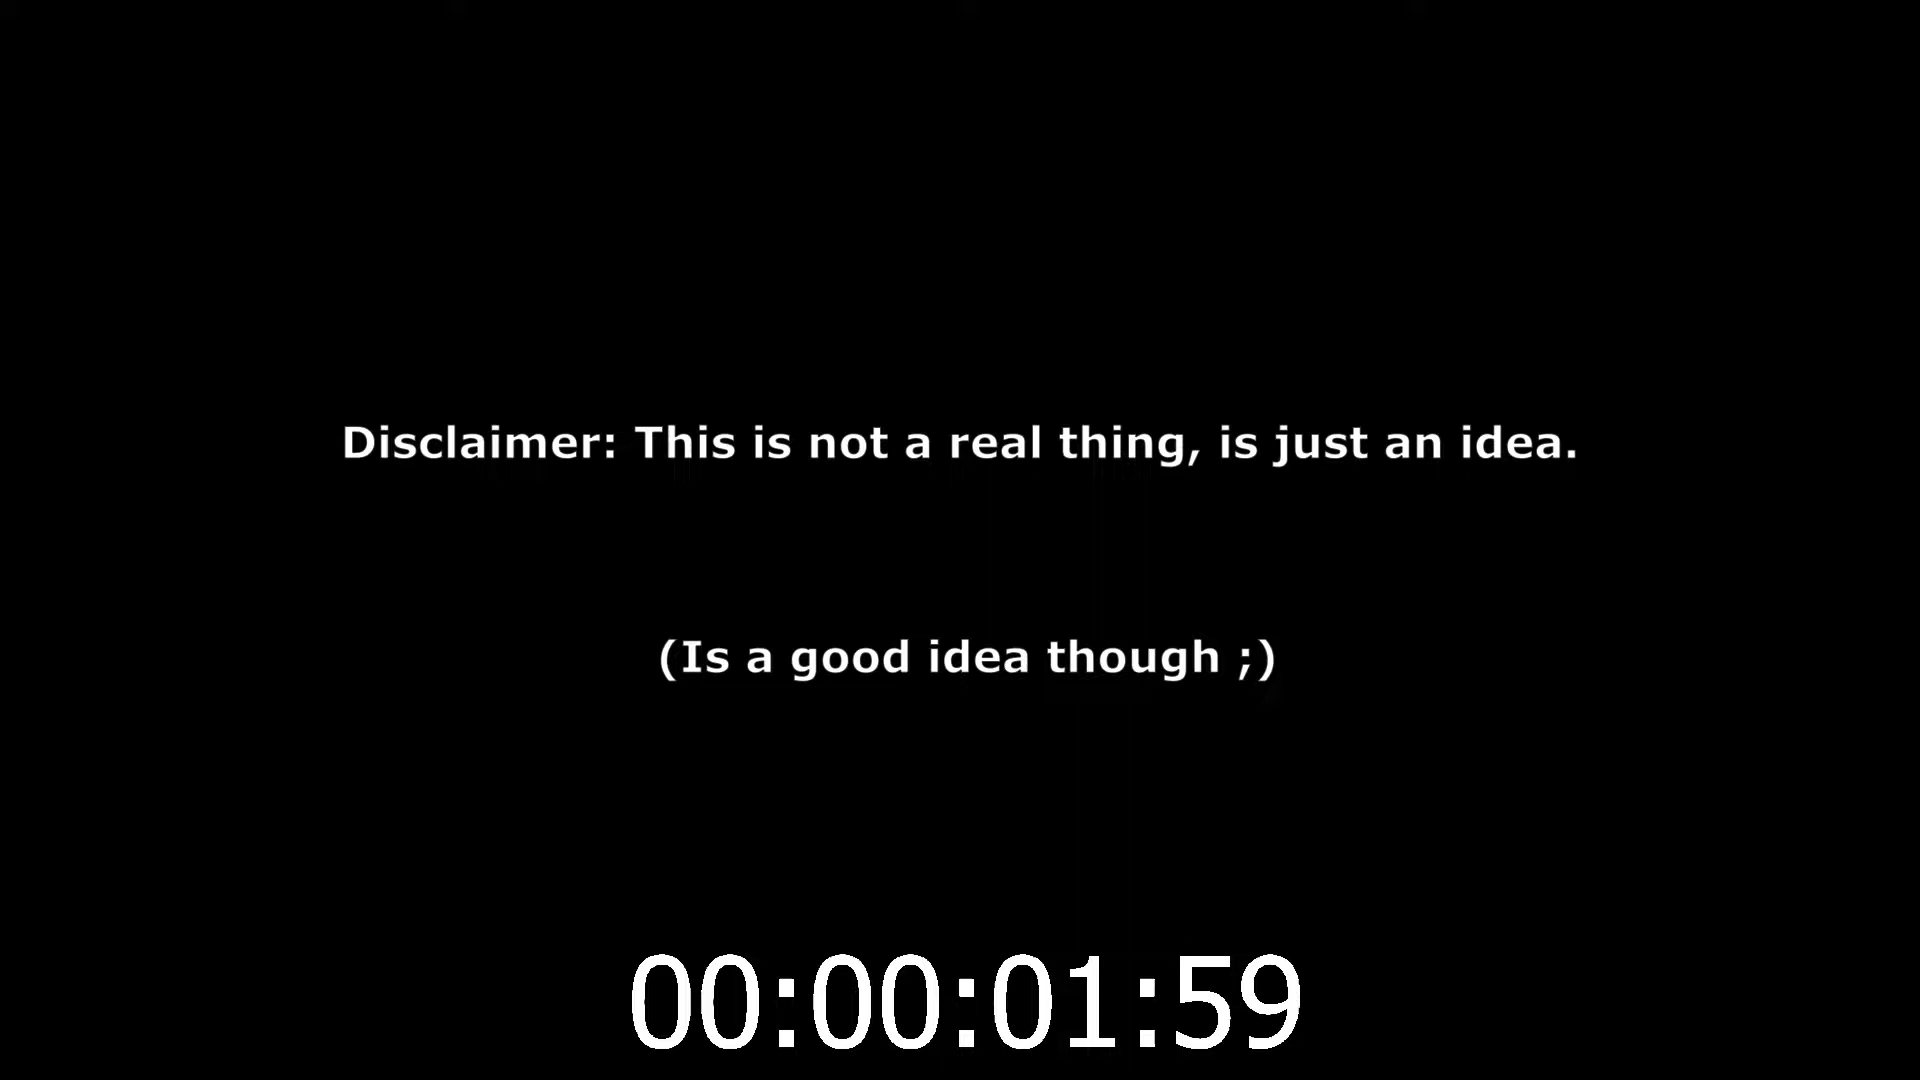 Disclaimer: This is not a real thing, is just an idea.
(Is a good idea though ;)
00:00:01:59